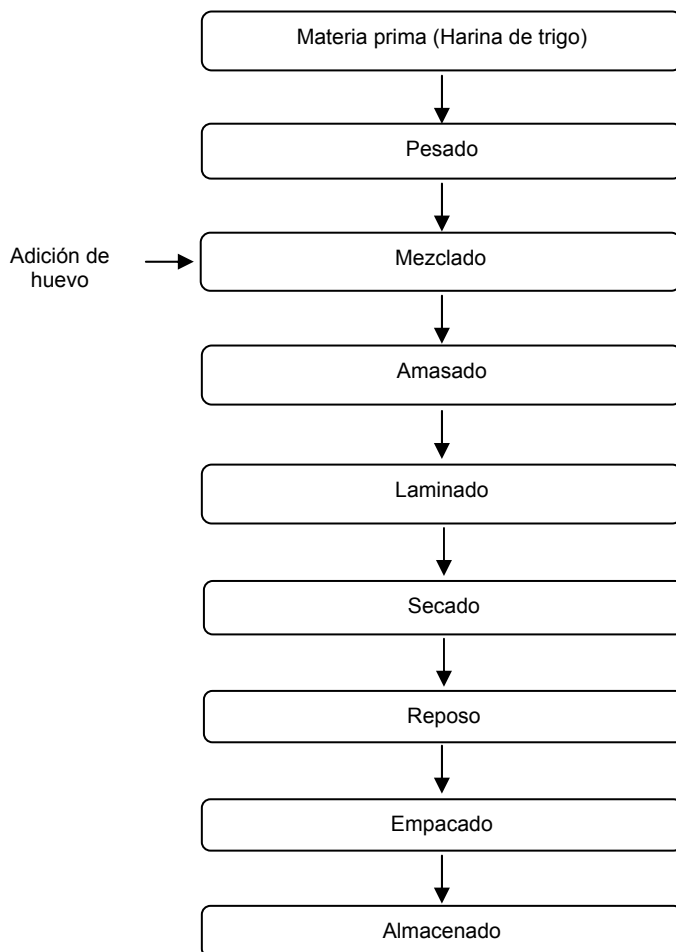 Materia prima (Harina de trigo)
Pesado
Adición de
huevo
Mezclado
Amasado
Laminado
Secado
Reposo
Empacado
Almacenado